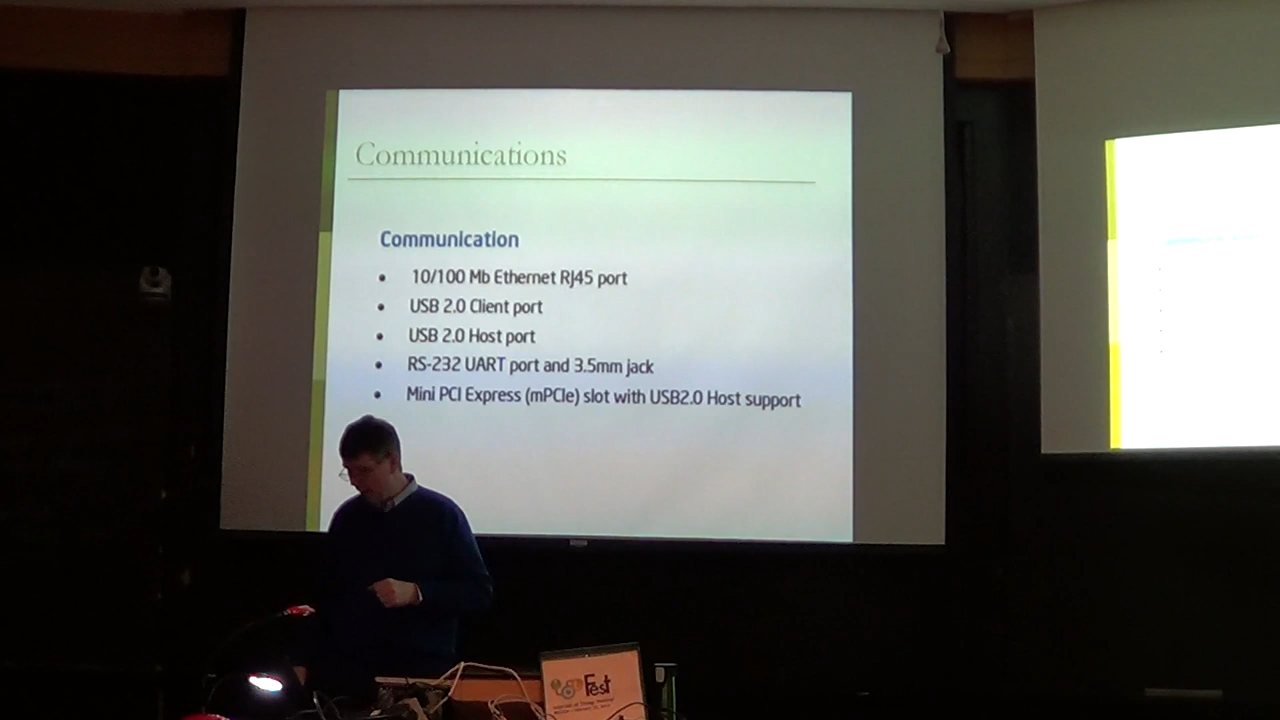 Communications
Communication
• 10/100 Mb Ethernet RJ45 port
• USB 2.0 Client port
• USB 2.0 Host port
• RS-232 UART port and 3.5mm jack
• Mini PCI Express (mPCIe) slot with USB2.0 Host support
Fest